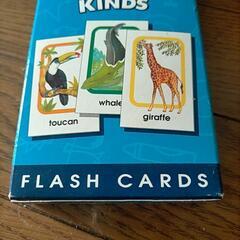 KINDS
toucan
whale
giraffe
FLASH CARDS